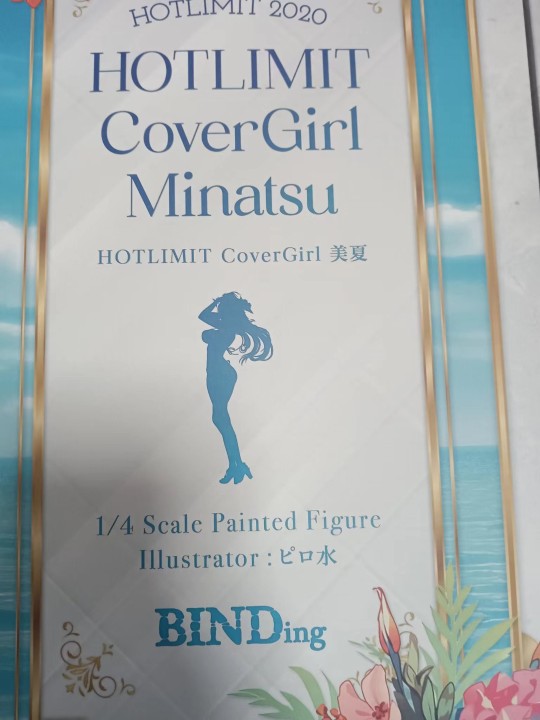 HOTLIMIT 2020
HOTLIMIT
CoverGirl
Minatsu
HOTLIMIT CoverGirl 美夏
1/4 Scale Painted Figure
Illustrator : ピロ水
BINDing